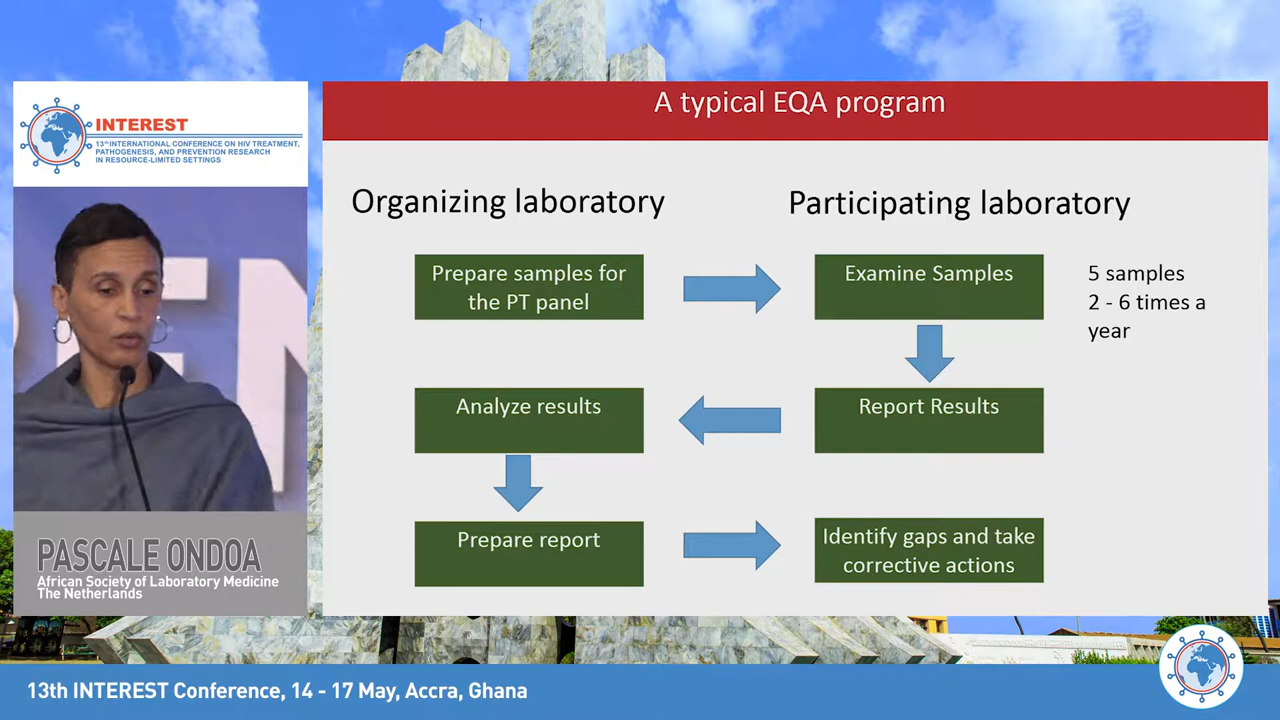 INTEREST
13th INTERNATIONAL CONFERENCE ON HIV TREATMENT,
PATHOGENESIS, AND PREVENTION RESEARCH
IN RESOURCE-LIMITED SETTINGS
PASCALE ONDOA
African Society of Laboratory Medicine
The Netherlands
A typical EQA program
Organizing laboratory
Participating laboratory
Prepare samples for
the PT panel
Examine Samples
5 samples
2 - 6 times a
year
Analyze results
Report Results
Prepare report
Identify gaps and take
corrective actions
13th INTEREST Conference, 14 - 17 May, Accra, Ghana